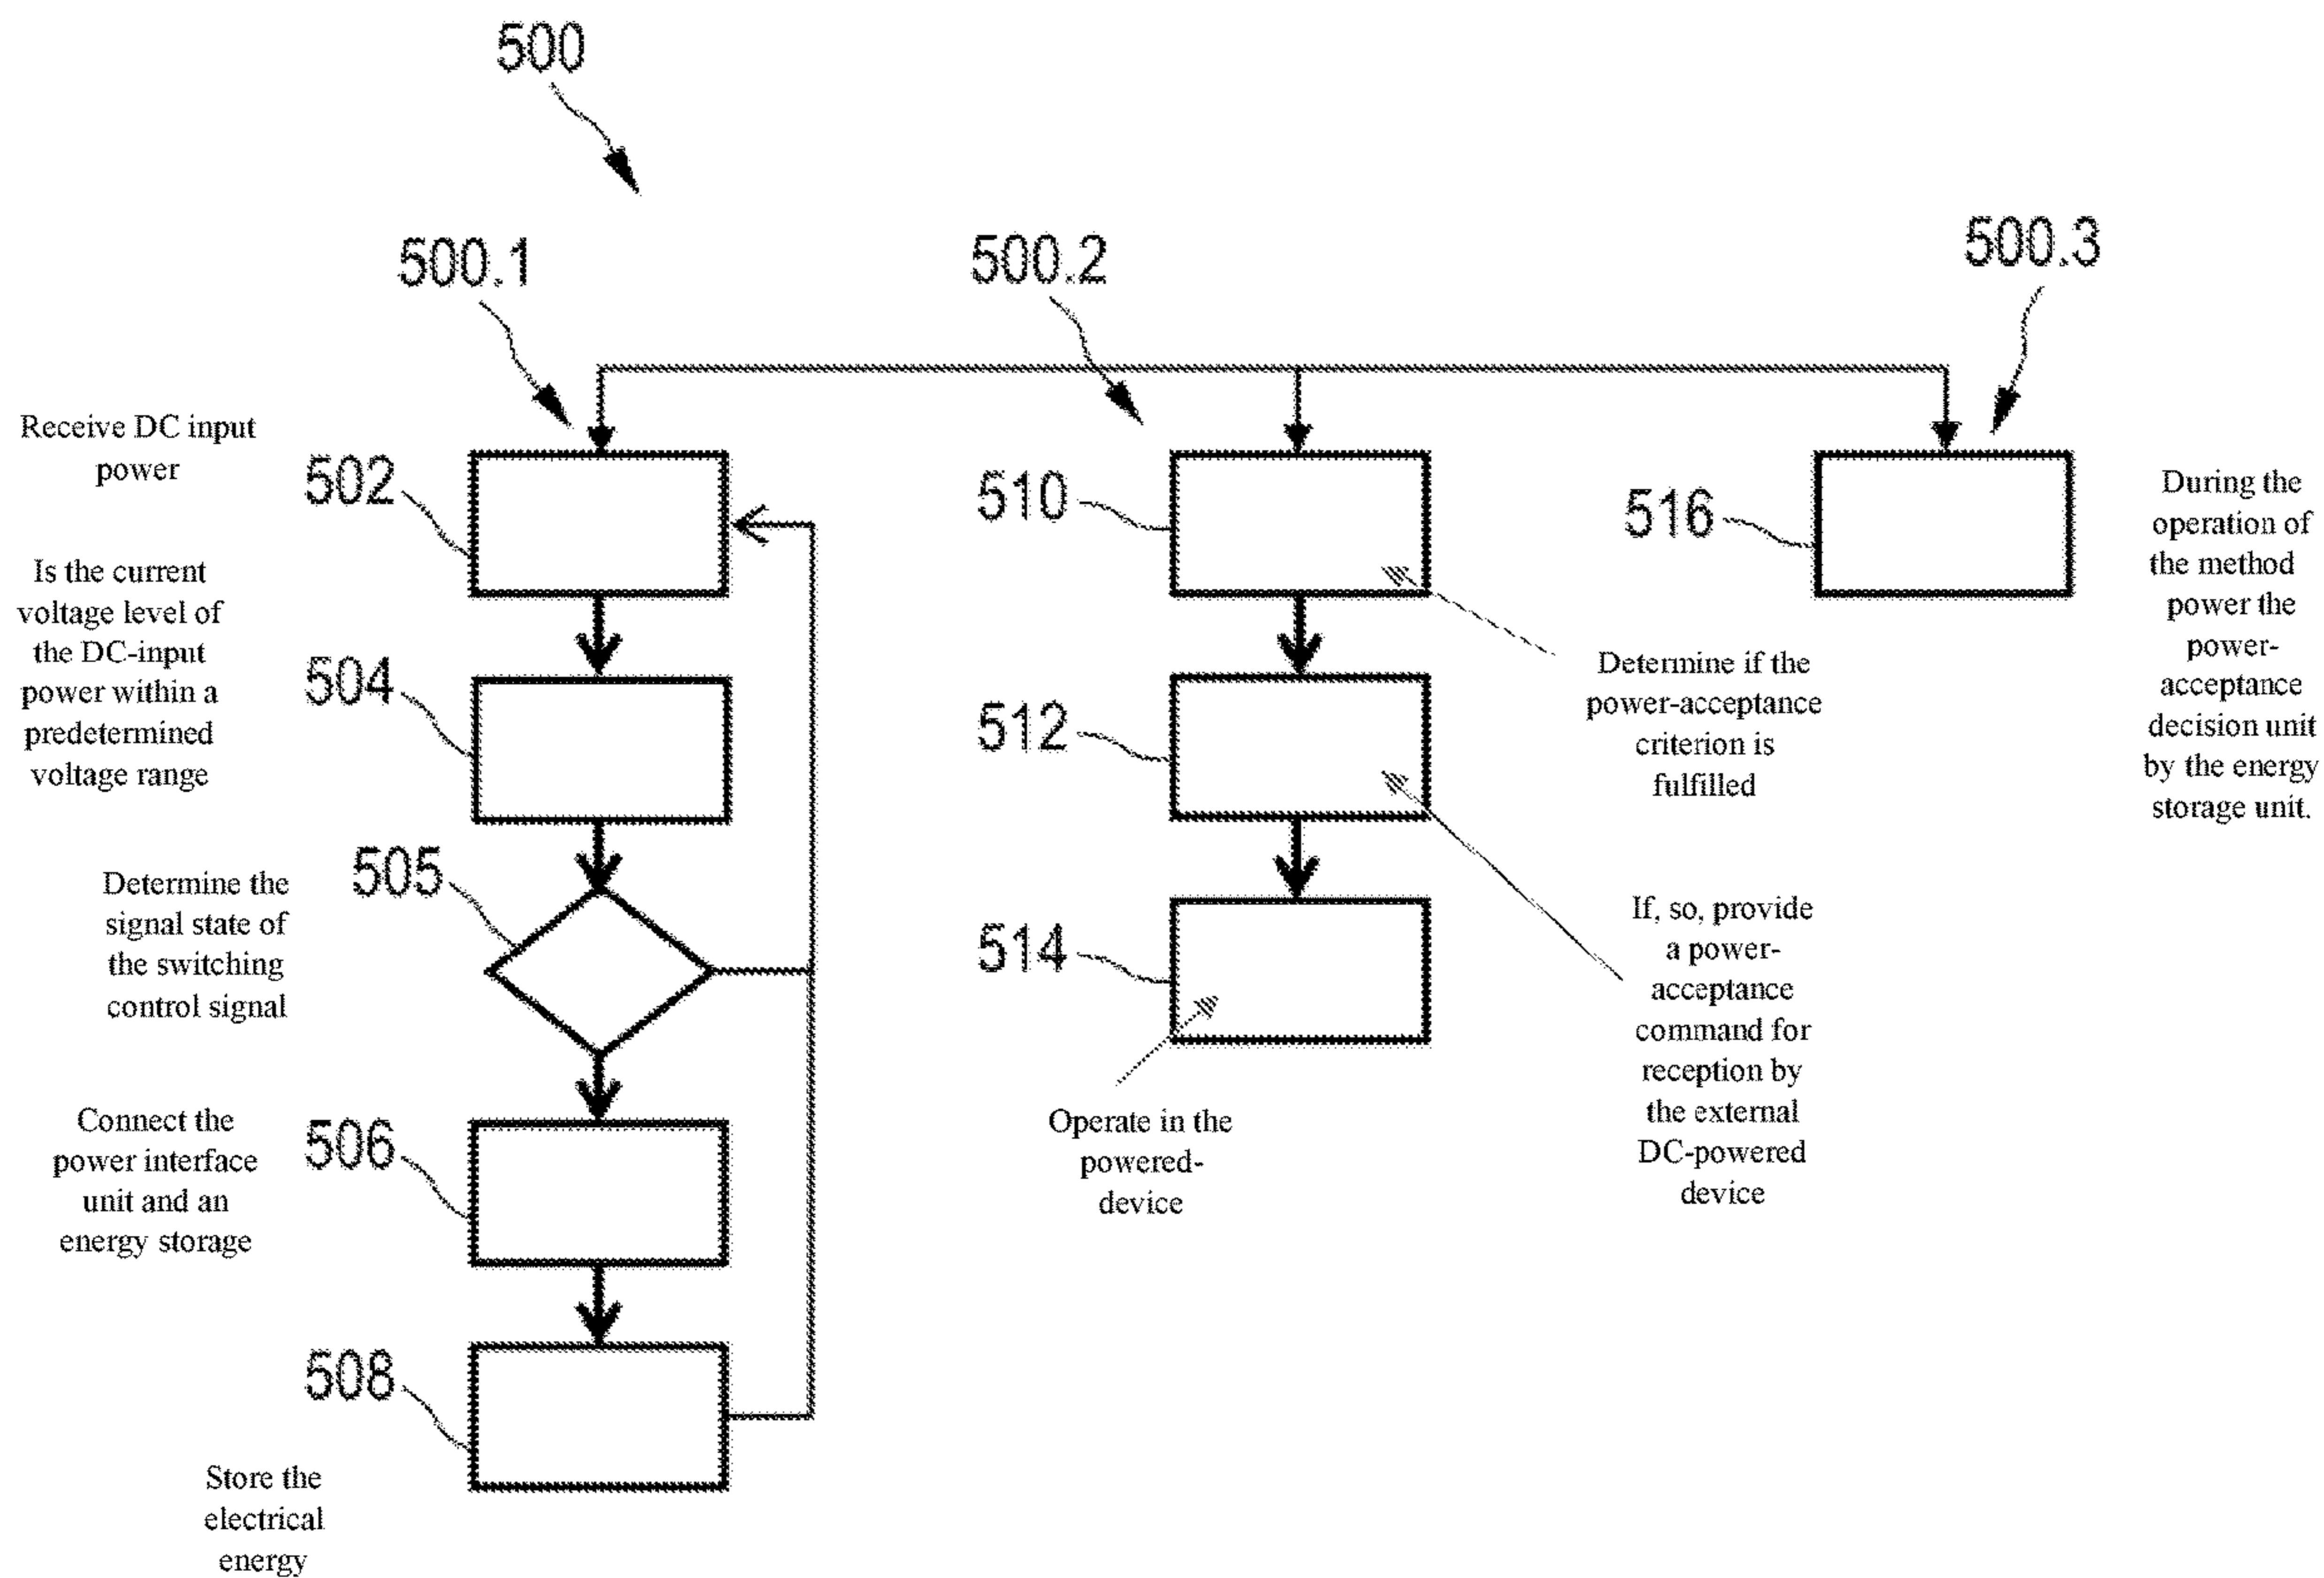 500
500.1
500.2
500.3
Receive DC input
power
502
Is the current
voltage level of
the DC-input
power within a
predetermined
voltage range
504
Determine the
signal state of
the switching
control signal
505
Connect the
power interface
unit and an
energy storage
506
508
Store the
electrical
energy
510
Determine if the
power-acceptance
criterion is
fulfilled
512
If, so, provide
a power-
acceptance
command for
reception by
the external
DC-powered
device
514
Operate in the
powered-
device
516
During the
operation of
the method
power the
power-
acceptance
decision unit
by the energy
storage unit.